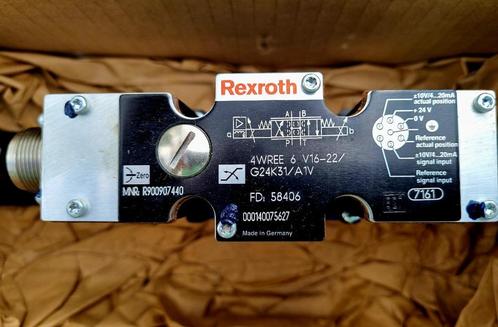 Rexroth
A B
P T
a b
4WREE 6 V16-22/
G24K31/A1V
Zero
MNR: R900907440
FD: 58406
000140075627
Made in Germany
±10V/4...20mA
actual position
+ 24 V
0 V
Reference
actual position
±10V/4...20mA
signal input
Reference
signal input
7161